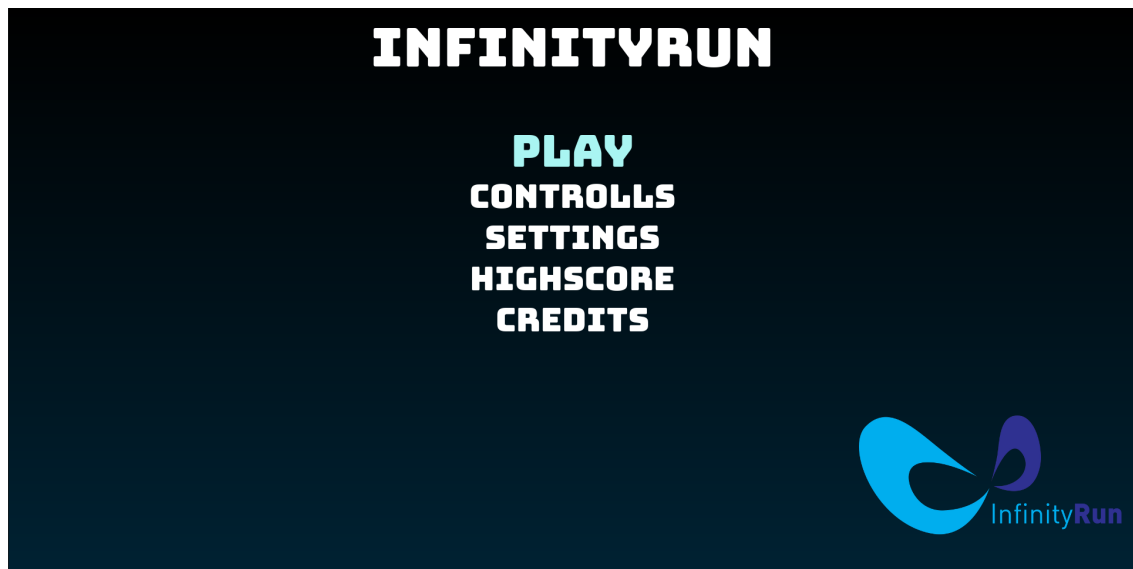 INFINITYRUN
PLAY
CONTROLLS
SETTINGS
HIGHSCORE
CREDITS
InfinityRun